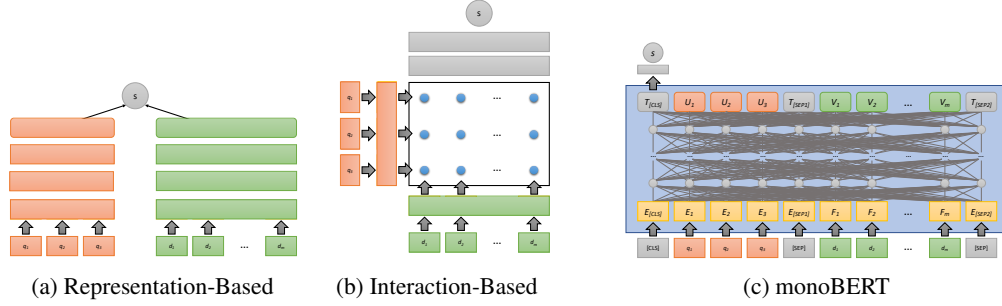 s
q1 q2 q3 d1 d2 ... dm
(a) Representation-Based
s
q1 ...
q2 ...
q3 ...
d1 d2 ... dm
(b) Interaction-Based
s
T[CLS] U1 U2 U3 T[SEP1] V1 V2 ... Vm T[SEP2]
...
...
E[CLS] E1 E2 E3 E[SEP1] F1 F2 ... Fm E[SEP2]
[CLS] q1 q2 q3 [SEP] d1 d2 ... dm [SEP]
(c) monoBERT